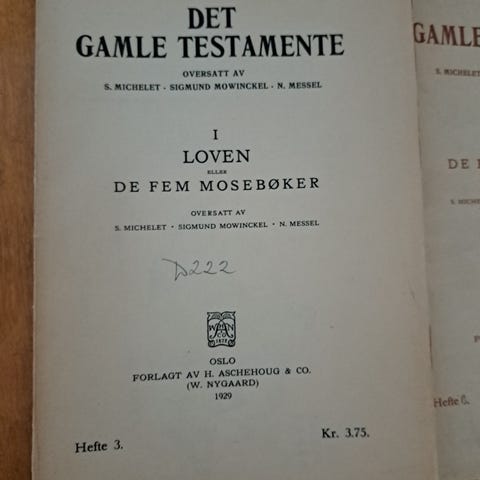 DET
GAMLE TESTAMENTE
OVERSATT AV
S. MICHELET · SIGMUND MOWINCKEL · N. MESSEL
I
LOVEN
ELLER
DE FEM MOSEBØKER
OVERSATT AV
S. MICHELET · SIGMUND MOWINCKEL · N. MESSEL
D222
OSLO
FORLAGT AV H. ASCHEHOUG & CO.
(W. NYGAARD)
1929
Hefte 3.
Kr. 3.75.
GAMLE
S. MICHELET
DE
S. MICHE
Hefte 6.